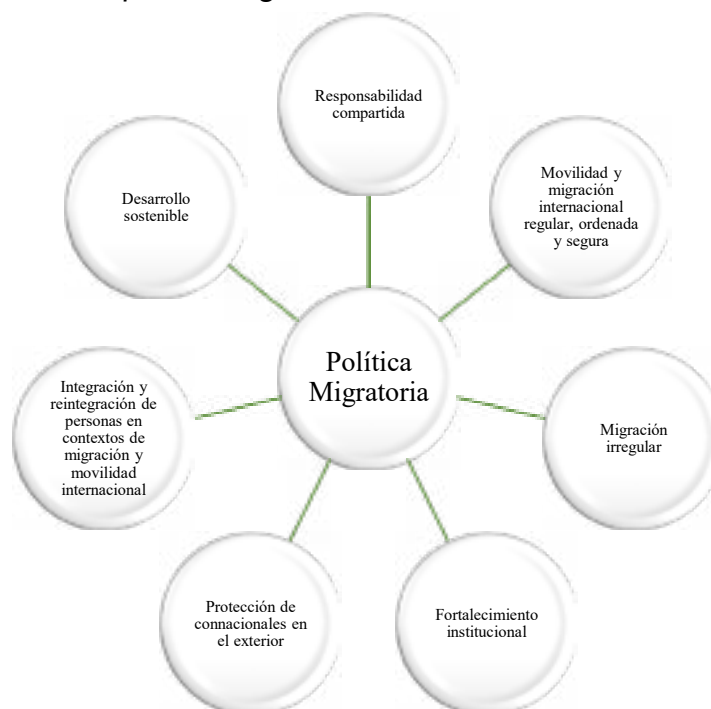 Responsabilidad
compartida
Movilidad y
migración
internacional
regular, ordenada
y segura
Migración
irregular
Fortalecimiento
institucional
Protección de
connacionales en
el exterior
Integración y
reintegración de
personas en
contextos de
migración y
movilidad
internacional
Desarrollo
sostenible
Política
Migratoria